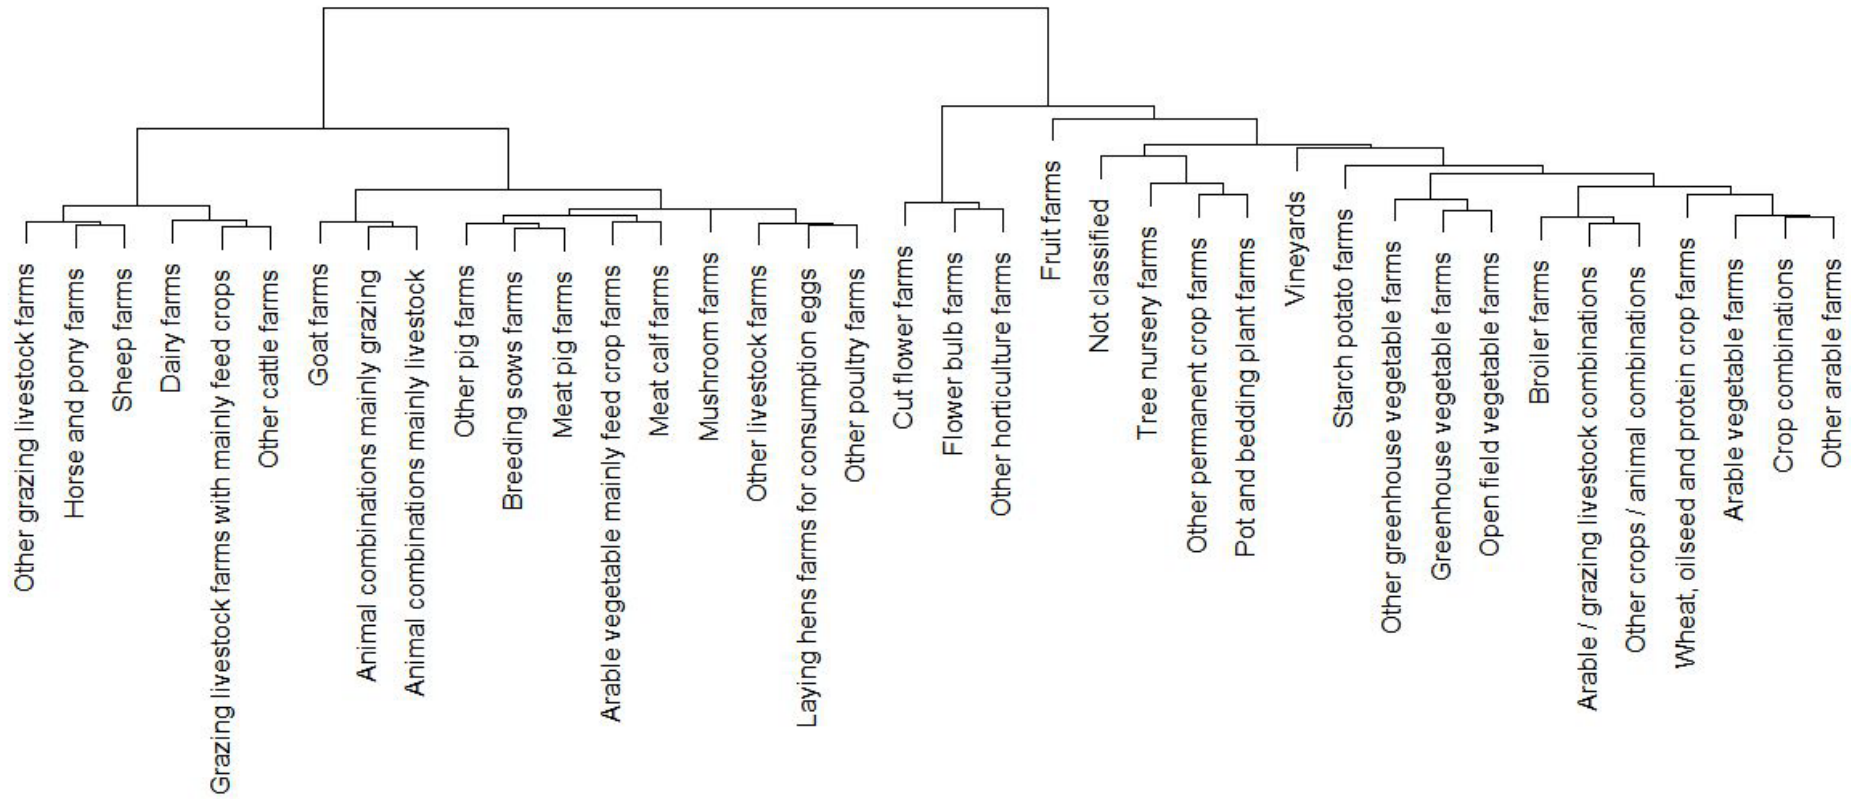 Other grazing livestock farms
Horse and pony farms
Sheep farms
Dairy farms
Grazing livestock farms with mainly feed crops
Other cattle farms
Goat farms
Animal combinations mainly grazing
Animal combinations mainly livestock
Other pig farms
Breeding sows farms
Meat pig farms
Arable vegetable mainly feed crop farms
Meat calf farms
Mushroom farms
Other livestock farms
Laying hens farms for consumption eggs
Other poultry farms
Cut flower farms
Flower bulb farms
Other horticulture farms
Fruit farms
Not classified
Tree nursery farms
Other permanent crop farms
Pot and bedding plant farms
Vineyards
Starch potato farms
Other greenhouse vegetable farms
Greenhouse vegetable farms
Open field vegetable farms
Broiler farms
Arable / grazing livestock combinations
Other crops / animal combinations
Wheat, oilseed and protein crop farms
Arable vegetable farms
Crop combinations
Other arable farms